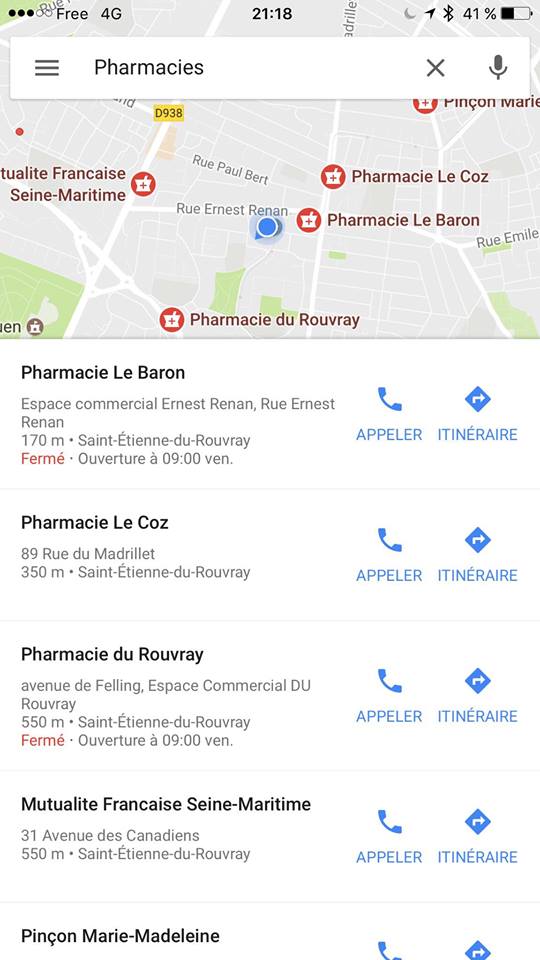 Free 4G 21:18 41 %
Pharmacies
D938
Pinçon Marie
Rue Paul Bert
Mutualite Francaise
Seine-Maritime
Pharmacie Le Coz
Rue Ernest Renan
Pharmacie Le Baron
Rue Emile
Pharmacie du Rouvray
Pharmacie Le Baron
Espace commercial Ernest Renan, Rue Ernest
Renan
170 m • Saint-Étienne-du-Rouvray
Fermé · Ouverture à 09:00 ven.
APPELER ITINÉRAIRE
Pharmacie Le Coz
89 Rue du Madrillet
350 m • Saint-Étienne-du-Rouvray
APPELER ITINÉRAIRE
Pharmacie du Rouvray
avenue de Felling, Espace Commercial DU
Rouvray
550 m • Saint-Étienne-du-Rouvray
Fermé · Ouverture à 09:00 ven.
APPELER ITINÉRAIRE
Mutualite Francaise Seine-Maritime
31 Avenue des Canadiens
550 m • Saint-Étienne-du-Rouvray
APPELER ITINÉRAIRE
Pinçon Marie-Madeleine